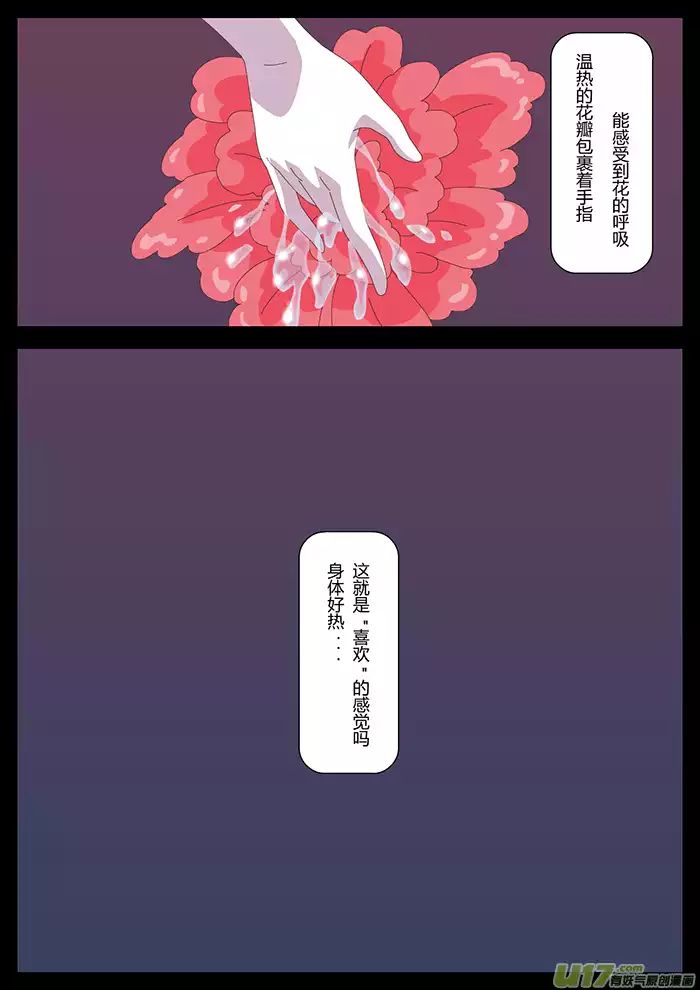 能感受到花的呼吸
温热的花瓣包裹着手指
这就是"喜欢"的感觉吗
身体好热...
U17.com
有妖气原创漫画